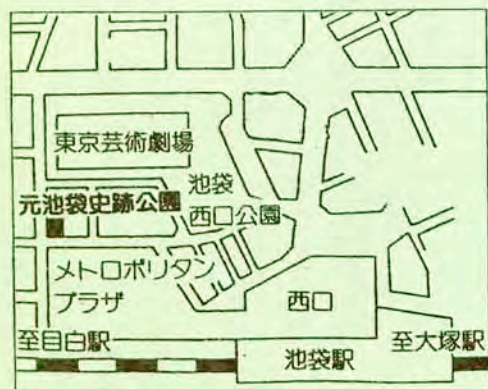 東京芸術劇場
池袋
西口公園
元池袋史跡公園
メトロポリタン
プラザ
西口
至目白駅
池袋駅
至大塚駅